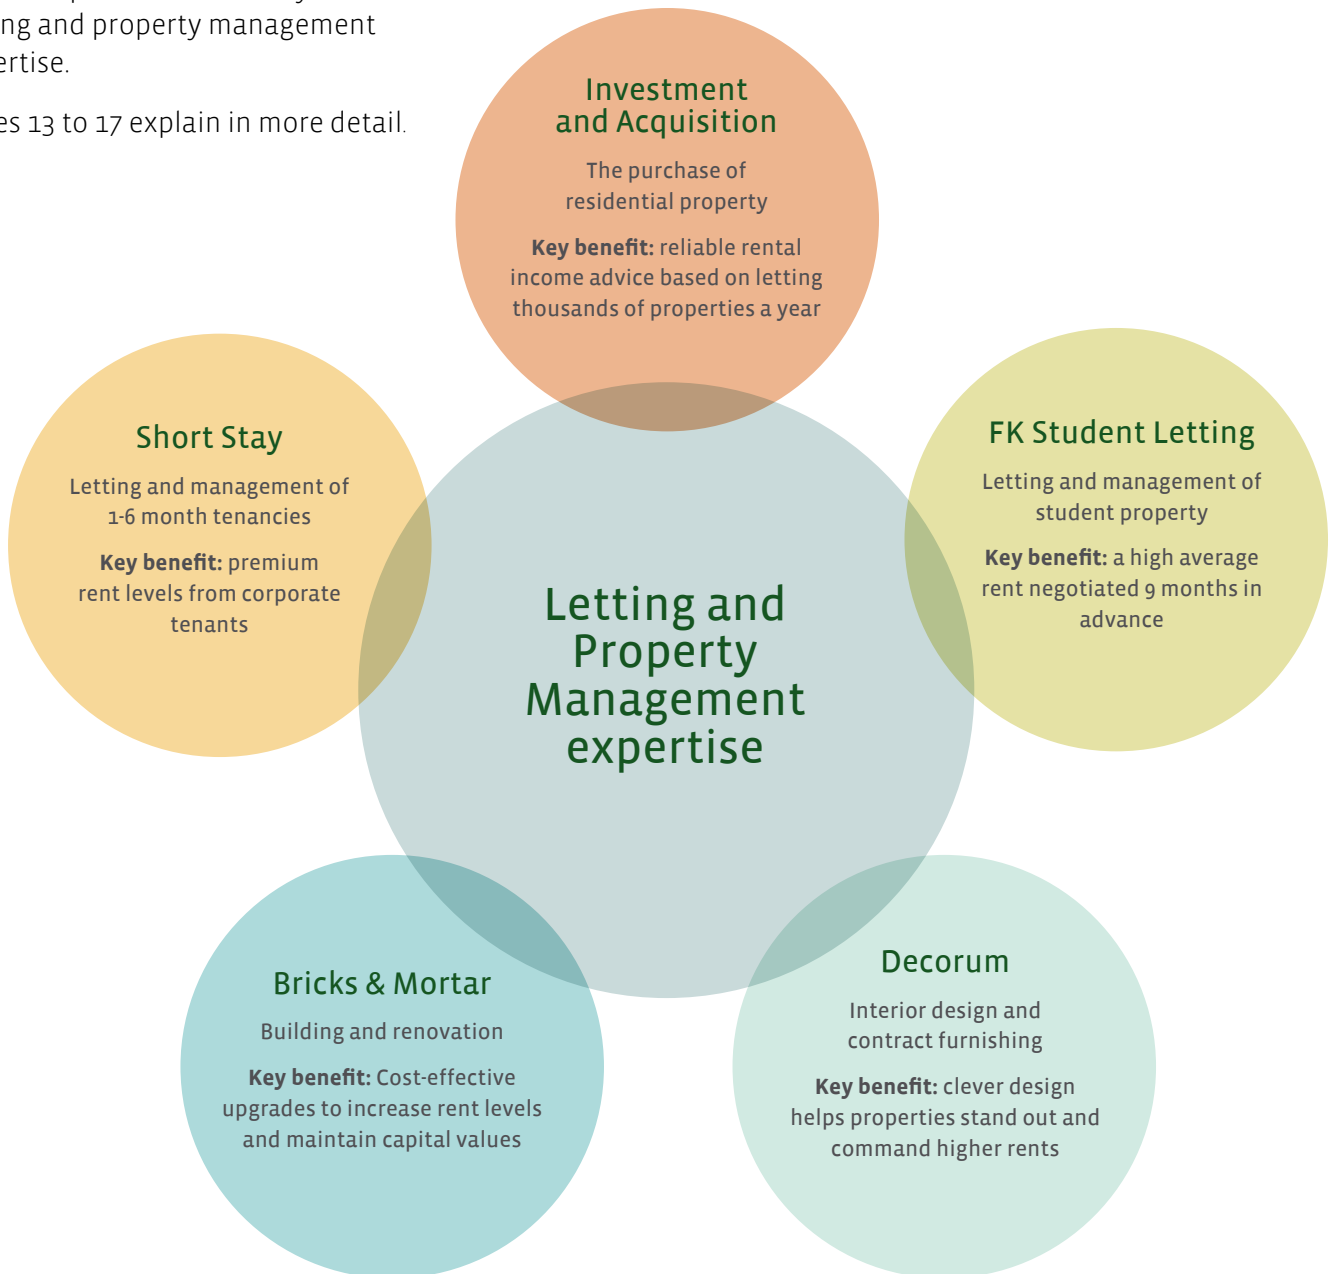 ing and property management
ertise.
es 13 to 17 explain in more detail.
Investment
and Acquisition
The purchase of
residential property
Key benefit: reliable rental
income advice based on letting
thousands of properties a year
Short Stay
Letting and management of
1-6 month tenancies
Key benefit: premium
rent levels from corporate
tenants
FK Student Letting
Letting and management of
student property
Key benefit: a high average
rent negotiated 9 months in
advance
Letting and
Property
Management
expertise
Bricks & Mortar
Building and renovation
Key benefit: Cost-effective
upgrades to increase rent levels
and maintain capital values
Decorum
Interior design and
contract furnishing
Key benefit: clever design
helps properties stand out and
command higher rents